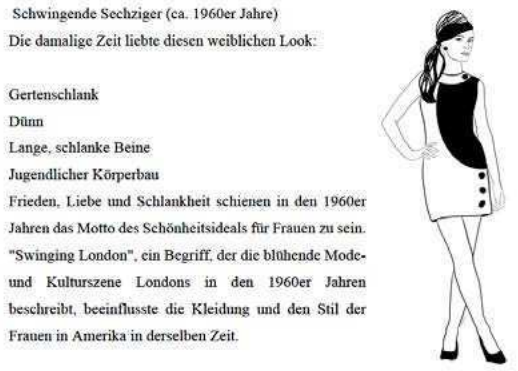 Schwingende Sechziger (ca. 1960er Jahre)
Die damalige Zeit liebte diesen weiblichen Look:
Gertenschlank
Dünn
Lange, schlanke Beine
Jugendlicher Körperbau
Frieden, Liebe und Schlankheit schienen in den 1960er
Jahren das Motto des Schönheitsideals für Frauen zu sein.
"Swinging London", ein Begriff, der die blühende Mode-
und Kulturszene Londons in den 1960er Jahren
beschreibt, beeinflusste die Kleidung und den Stil der
Frauen in Amerika in derselben Zeit.